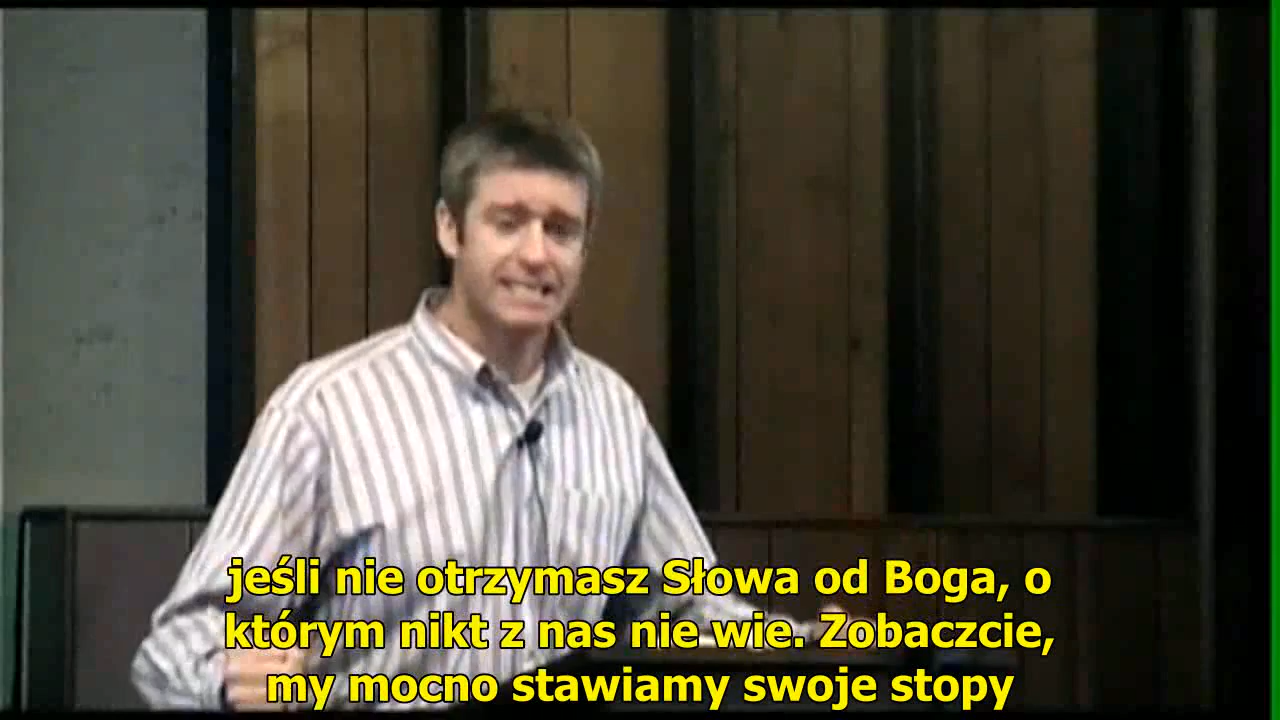 jeśli nie otrzymasz Słowa od Boga, o
którym nikt z nas nie wie. Zobaczcie,
my mocno stawiamy swoje stopy